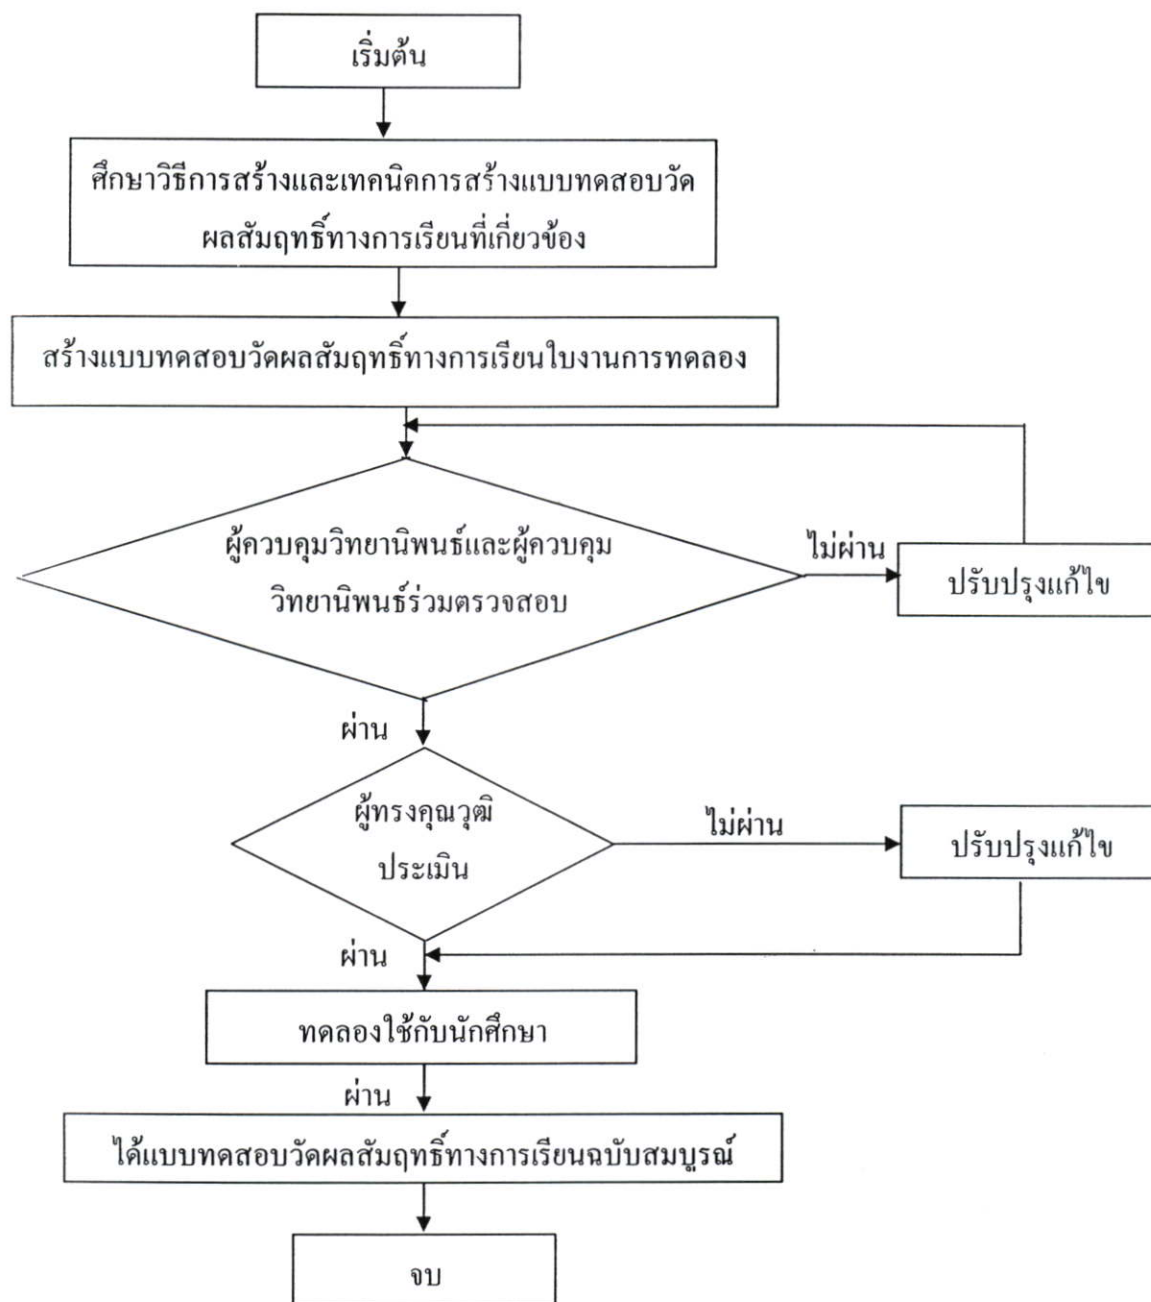 เริ่มต้น
ศึกษาวิธีการสร้างและเทคนิคการสร้างแบบทดสอบวัด
ผลสัมฤทธิ์ทางการเรียนที่เกี่ยวข้อง
สร้างแบบทดสอบวัดผลสัมฤทธิ์ทางการเรียนใบงานการทดลอง
ผู้ควบคุมวิทยานิพนธ์และผู้ควบคุม
วิทยานิพนธ์ร่วมตรวจสอบ
ไม่ผ่าน
ปรับปรุงแก้ไข
ผ่าน
ผู้ทรงคุณวุฒิ
ประเมิน
ไม่ผ่าน
ปรับปรุงแก้ไข
ผ่าน
ทดลองใช้กับนักศึกษา
ผ่าน
ได้แบบทดสอบวัดผลสัมฤทธิ์ทางการเรียนฉบับสมบูรณ์
จบ